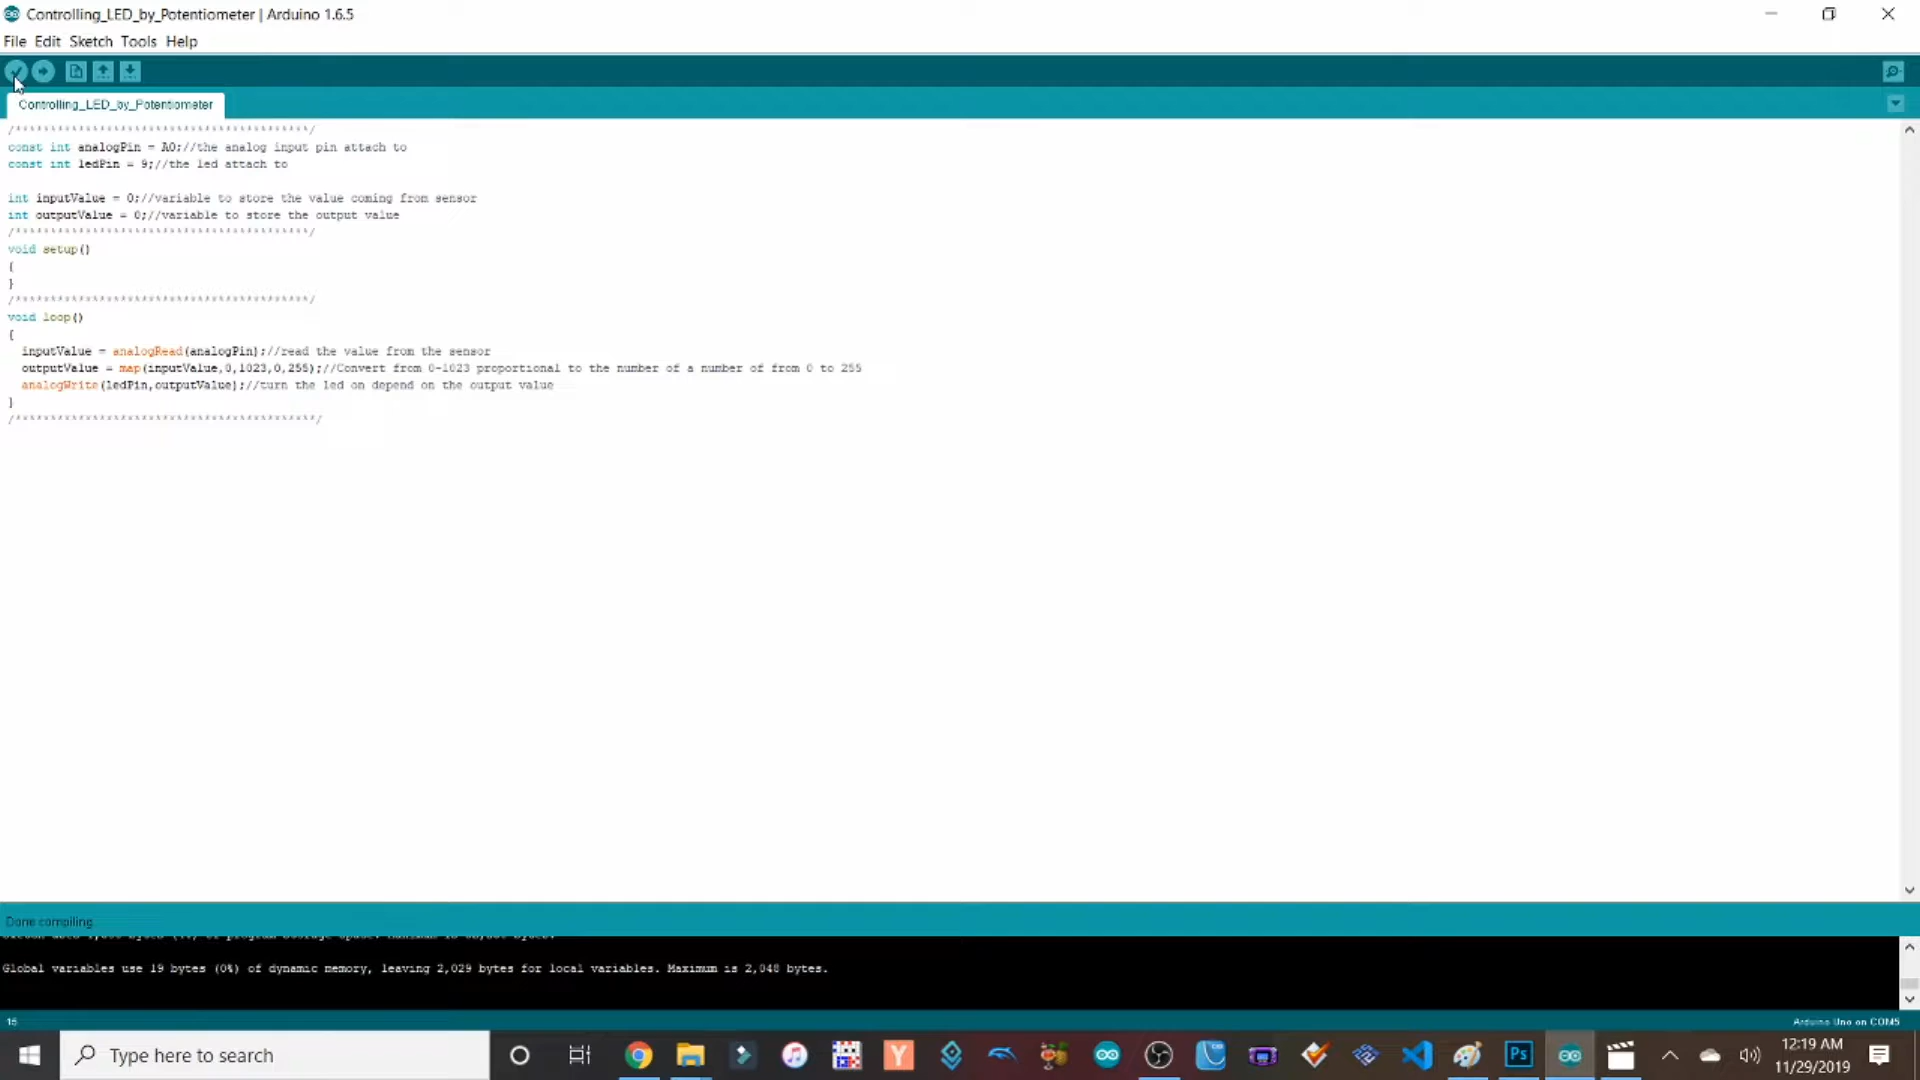 Controlling_LED_by_Potentiometer | Arduino 1.6.5
File Edit Sketch Tools Help
Controlling_LED_by_Potentiometer
const int analogPin = A0;//the analog input pin attach to
const int ledPin = 9;//the led attach to
int inputValue = 0;//variable to store the value coming from sensor
int outputValue = 0;//variable to store the output value
void setup()
{
}
void loop()
{
inputValue = analogRead(analogPin);//read the value from the sensor
outputValue = map(inputValue,0,1023,0,255);//Convert from 0-1023 proportional to the number of a number of from 0 to 255
analogWrite(ledPin,outputValue);//turn the led on depend on the output value
}
Done compiling.
Global variables use 19 bytes (0%) of dynamic memory, leaving 2,029 bytes for local variables. Maximum is 2,048 bytes.
Arduino Uno on COM5
Type here to search
Y
Ps
12:19 AM
11/29/2019